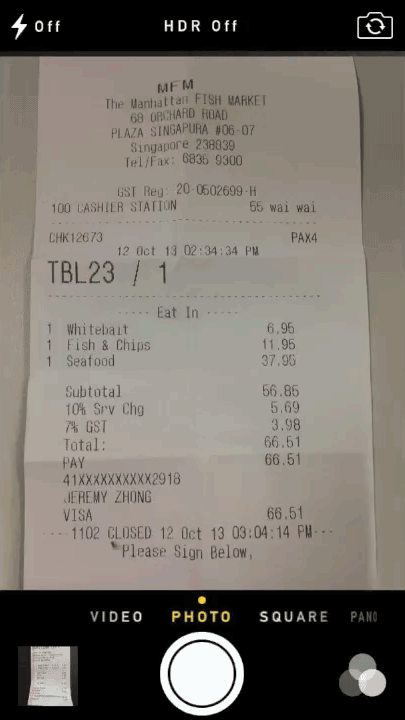 Off
HDR Off
MFM
The Manhattan FISH MARKET
68 ORCHARD ROAD
PLAZA SINGAPURA #06-07
Singapore 238839
Tel/Fax: 6835 9300
GST Reg: 20-0502699-H
100 CASHIER STATION 55 wai wai
CHK12673 PAX4
12 Oct 13 02:34:34 PM
TBL23 / 1
----- Eat In -----
1 Whitebait 6.95
1 Fish & Chips 11.95
1 Seafood 37.95
Subtotal 56.85
10% Srv Chg 5.69
7% GST 3.98
Total: 66.51
PAY 66.51
41XXXXXXXXXX2918
JEREMY ZHONG
VISA 66.51
----1102 CLOSED 12 Oct 13 03:04:14 PM---
Please Sign Below,
VIDEO PHOTO SQUARE PANO